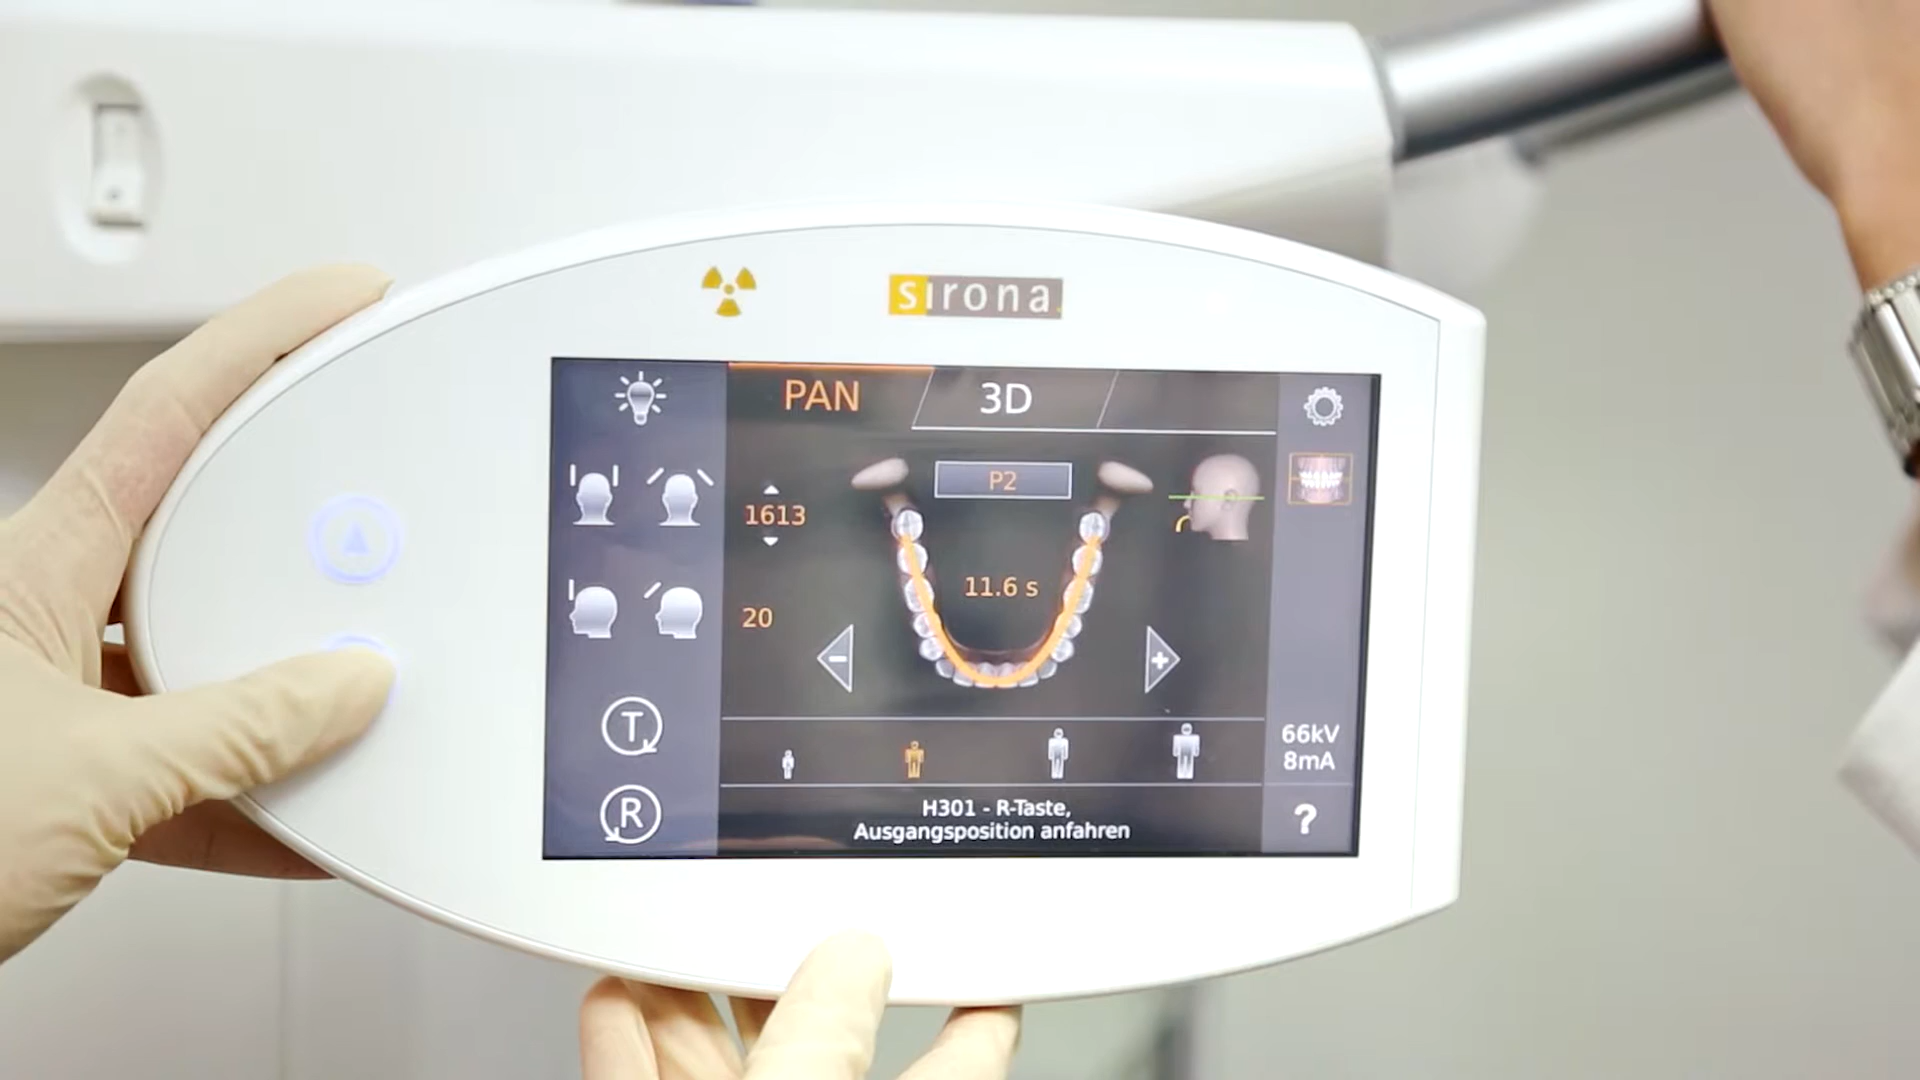 sirona.
PAN
3D
P2
1613
11.6 s
20
- +
T
R
66kV
8mA
H301 - R-Taste,
Ausgangsposition anfahren
?